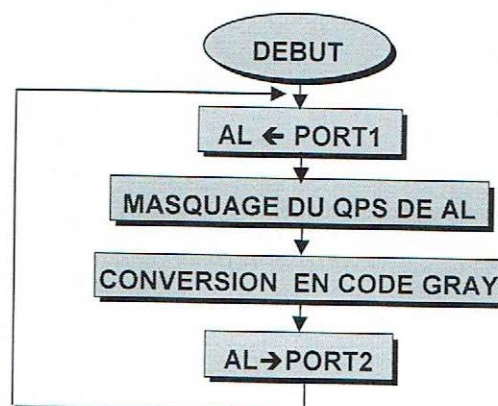 DEBUT
AL ← PORT1
MASQUAGE DU QPS DE AL
CONVERSION EN CODE GRAY
AL→PORT2